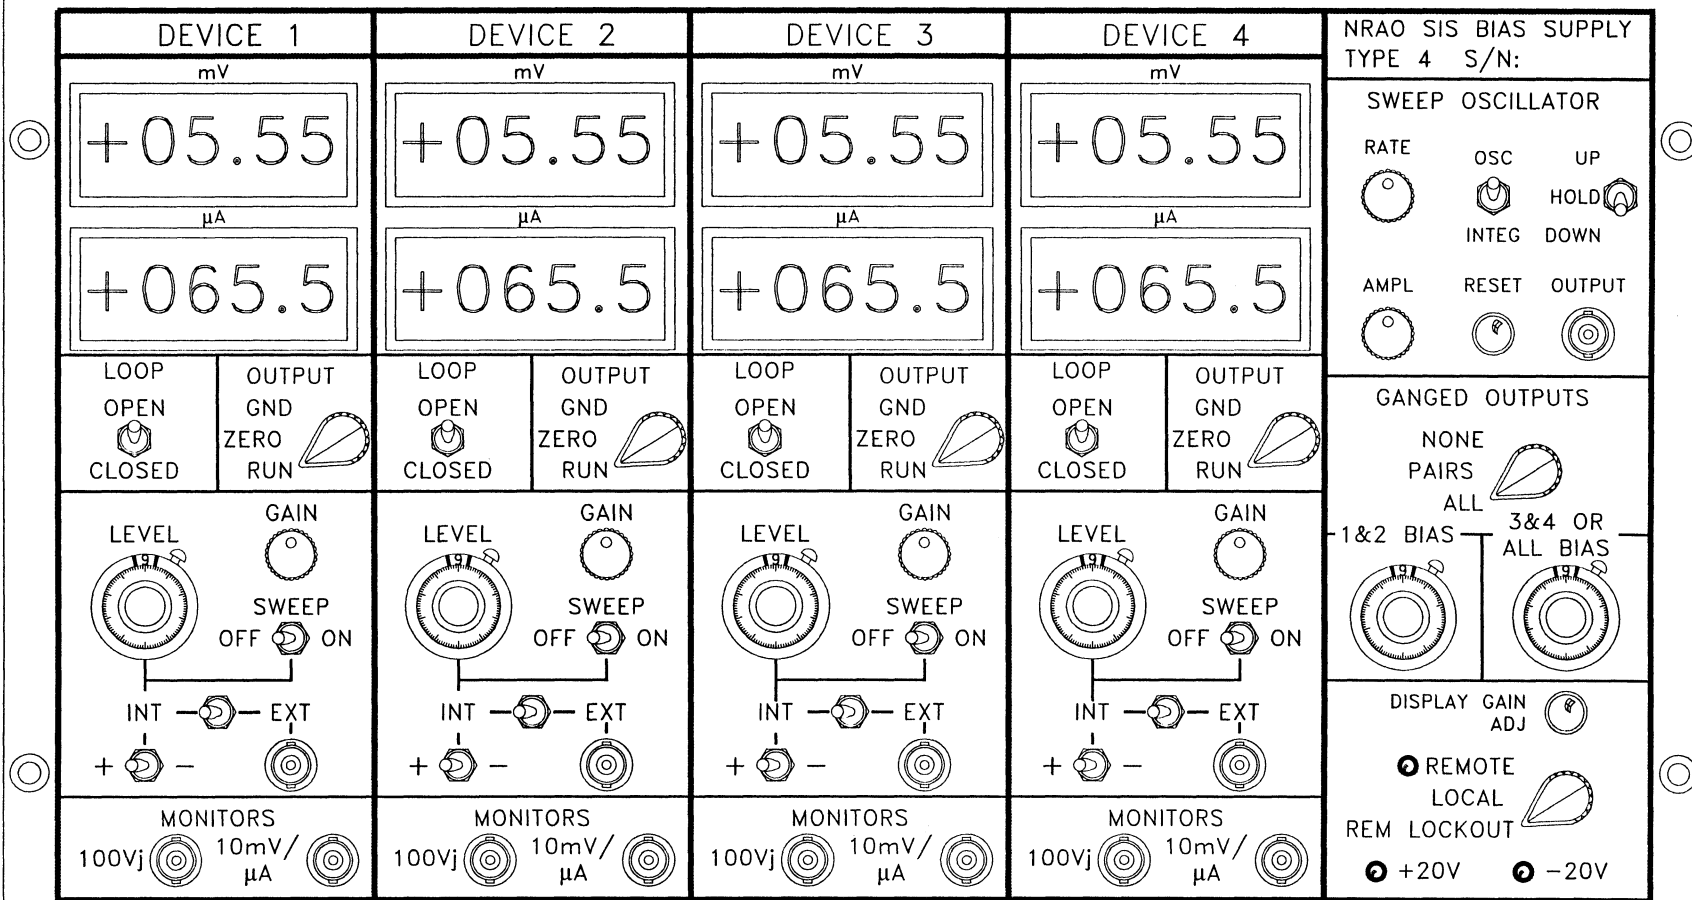 DEVICE 1
mV
+05.55
µA
+065.5
LOOP
OPEN
CLOSED
OUTPUT
GND
ZERO
RUN
LEVEL
9
GAIN
SWEEP
OFF ON
INT EXT
+ -
MONITORS
100Vj 10mV/
µA
DEVICE 2
mV
+05.55
µA
+065.5
LOOP
OPEN
CLOSED
OUTPUT
GND
ZERO
RUN
LEVEL
9
GAIN
SWEEP
OFF ON
INT EXT
+ -
MONITORS
100Vj 10mV/
µA
DEVICE 3
mV
+05.55
µA
+065.5
LOOP
OPEN
CLOSED
OUTPUT
GND
ZERO
RUN
LEVEL
9
GAIN
SWEEP
OFF ON
INT EXT
+ -
MONITORS
100Vj 10mV/
µA
DEVICE 4
mV
+05.55
µA
+065.5
LOOP
OPEN
CLOSED
OUTPUT
GND
ZERO
RUN
LEVEL
9
GAIN
SWEEP
OFF ON
INT EXT
+ -
MONITORS
100Vj 10mV/
µA
NRAO SIS BIAS SUPPLY
TYPE 4 S/N:
SWEEP OSCILLATOR
RATE
OSC
INTEG
UP
HOLD
DOWN
AMPL
RESET
OUTPUT
GANGED OUTPUTS
NONE
PAIRS
ALL
1&2 BIAS
9
3&4 OR
ALL BIAS
9
DISPLAY GAIN
ADJ
REMOTE
LOCAL
REM LOCKOUT
+20V -20V